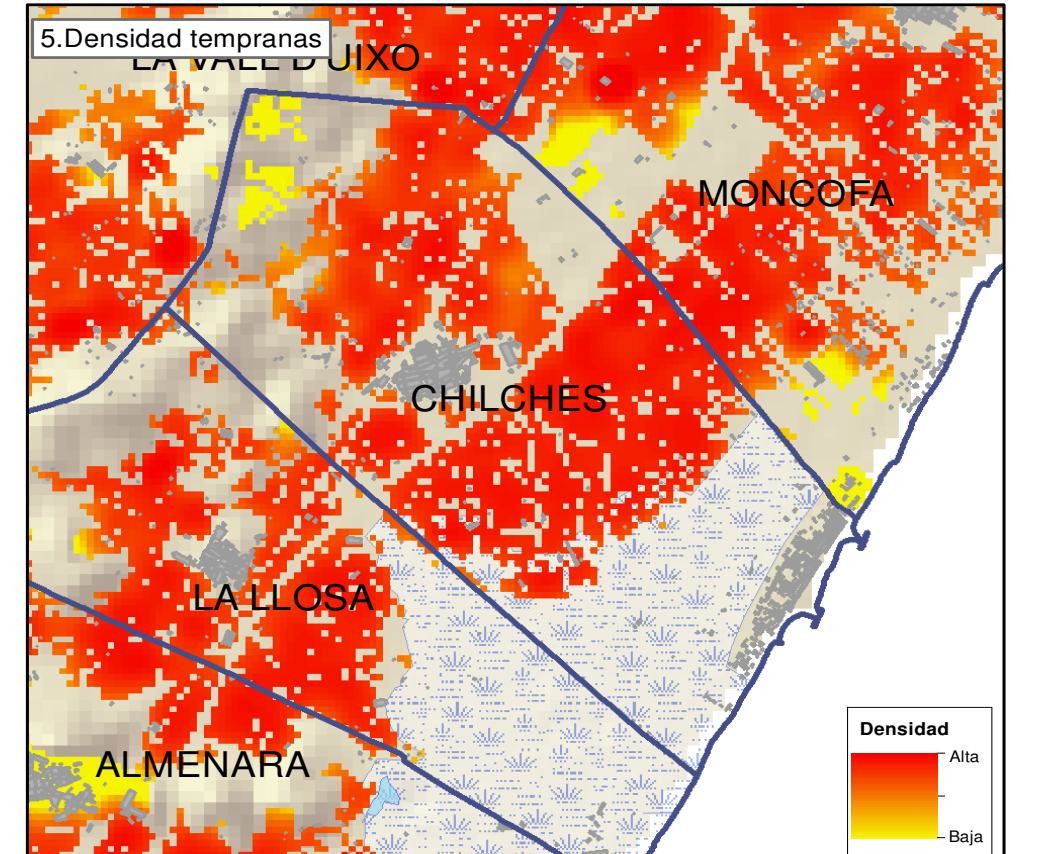 5.Densidad tempranas
LA VALL D'UIXO
MONCOFA
CHILCHES
LA LLOSA
ALMENARA
Densidad
Alta
Baja